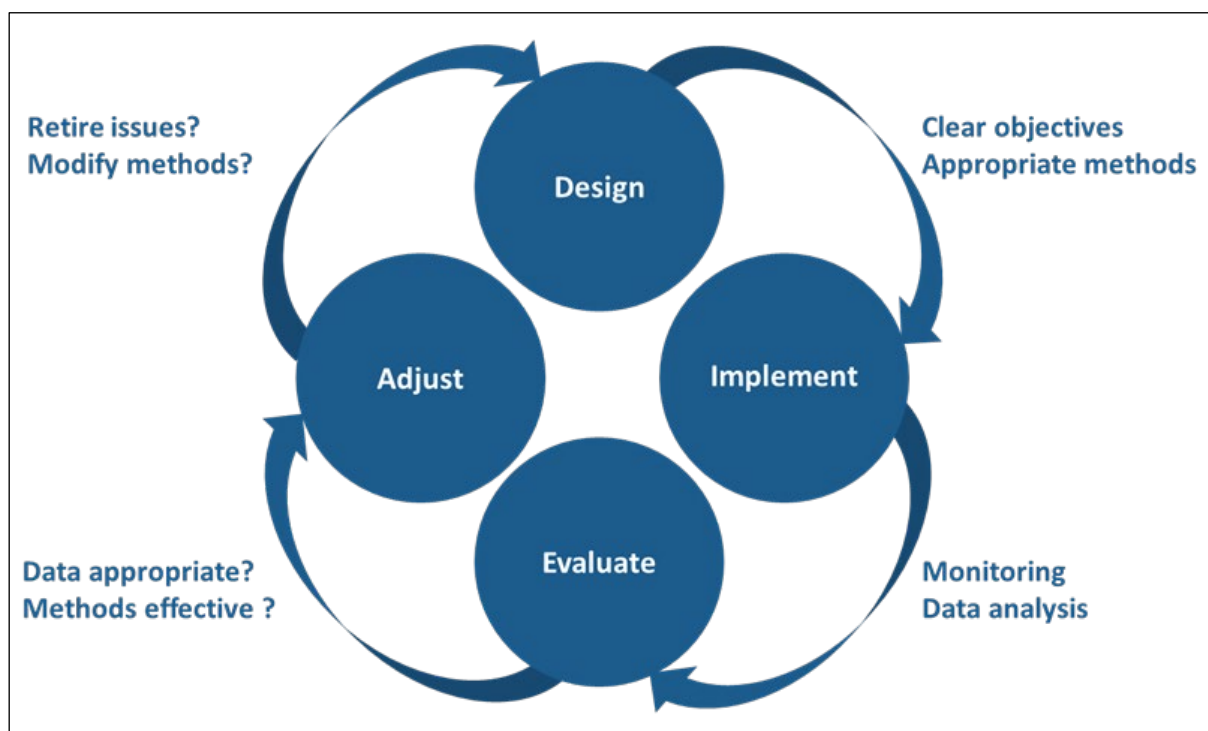 Design
Clear objectives
Appropriate methods
Implement
Monitoring
Data analysis
Evaluate
Data appropriate?
Methods effective ?
Adjust
Retire issues?
Modify methods?